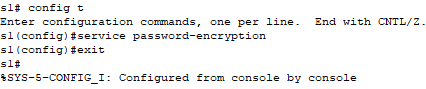 s1# config t
Enter configuration commands, one per line.  End with CNTL/Z.
s1(config)#service password-encryption
s1(config)#exit
s1#
%SYS-5-CONFIG_I: Configured from console by console